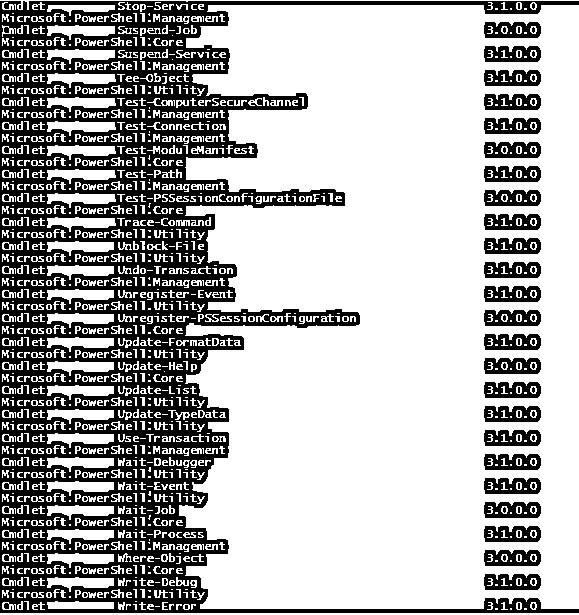 Cmdlet Stop-Service 3.1.0.0
Microsoft.PowerShell.Management
Cmdlet Suspend-Job 3.0.0.0
Microsoft.PowerShell.Core
Cmdlet Suspend-Service 3.1.0.0
Microsoft.PowerShell.Management
Cmdlet Tee-Object 3.1.0.0
Microsoft.PowerShell.Utility
Cmdlet Test-ComputerSecureChannel 3.1.0.0
Microsoft.PowerShell.Management
Cmdlet Test-Connection 3.1.0.0
Microsoft.PowerShell.Management
Cmdlet Test-ModuleManifest 3.0.0.0
Microsoft.PowerShell.Core
Cmdlet Test-Path 3.1.0.0
Microsoft.PowerShell.Management
Cmdlet Test-PSSessionConfigurationFile 3.0.0.0
Microsoft.PowerShell.Core
Cmdlet Trace-Command 3.1.0.0
Microsoft.PowerShell.Utility
Cmdlet Unblock-File 3.1.0.0
Microsoft.PowerShell.Utility
Cmdlet Undo-Transaction 3.1.0.0
Microsoft.PowerShell.Management
Cmdlet Unregister-Event 3.1.0.0
Microsoft.PowerShell.Utility
Cmdlet Unregister-PSSessionConfiguration 3.0.0.0
Microsoft.PowerShell.Core
Cmdlet Update-FormatData 3.1.0.0
Microsoft.PowerShell.Utility
Cmdlet Update-Help 3.0.0.0
Microsoft.PowerShell.Core
Cmdlet Update-List 3.1.0.0
Microsoft.PowerShell.Utility
Cmdlet Update-TypeData 3.1.0.0
Microsoft.PowerShell.Utility
Cmdlet Use-Transaction 3.1.0.0
Microsoft.PowerShell.Management
Cmdlet Wait-Debugger 3.1.0.0
Microsoft.PowerShell.Utility
Cmdlet Wait-Event 3.1.0.0
Microsoft.PowerShell.Utility
Cmdlet Wait-Job 3.0.0.0
Microsoft.PowerShell.Core
Cmdlet Wait-Process 3.1.0.0
Microsoft.PowerShell.Management
Cmdlet Where-Object 3.0.0.0
Microsoft.PowerShell.Core
Cmdlet Write-Debug 3.1.0.0
Microsoft.PowerShell.Utility
Cmdlet Write-Error 3.1.0.0